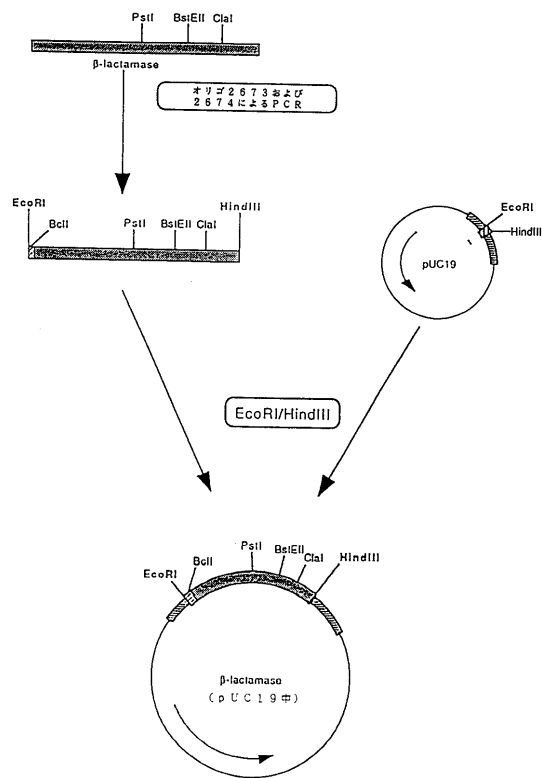 PstI BstEII ClaI
β-lactamase
オリゴ2673および
2674によるPCR
EcoRI HindIII
BclI PstI BstEII ClaI
EcoRI
HindIII
pUC19
EcoRI/HindIII
PstI BstEII
BclI ClaI HindIII
EcoRI
β-lactamase
(pUC19中)